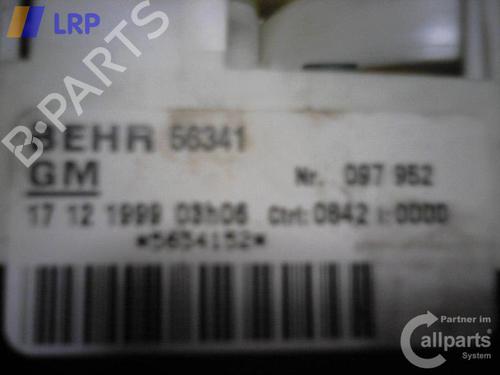 LRP
B-PARTS
BEHR 56341
GM Nr. 097 952
17 12 1999 03h06 Ctrl:0842 I:0000
*5654152*
Partner im
Callparts
System